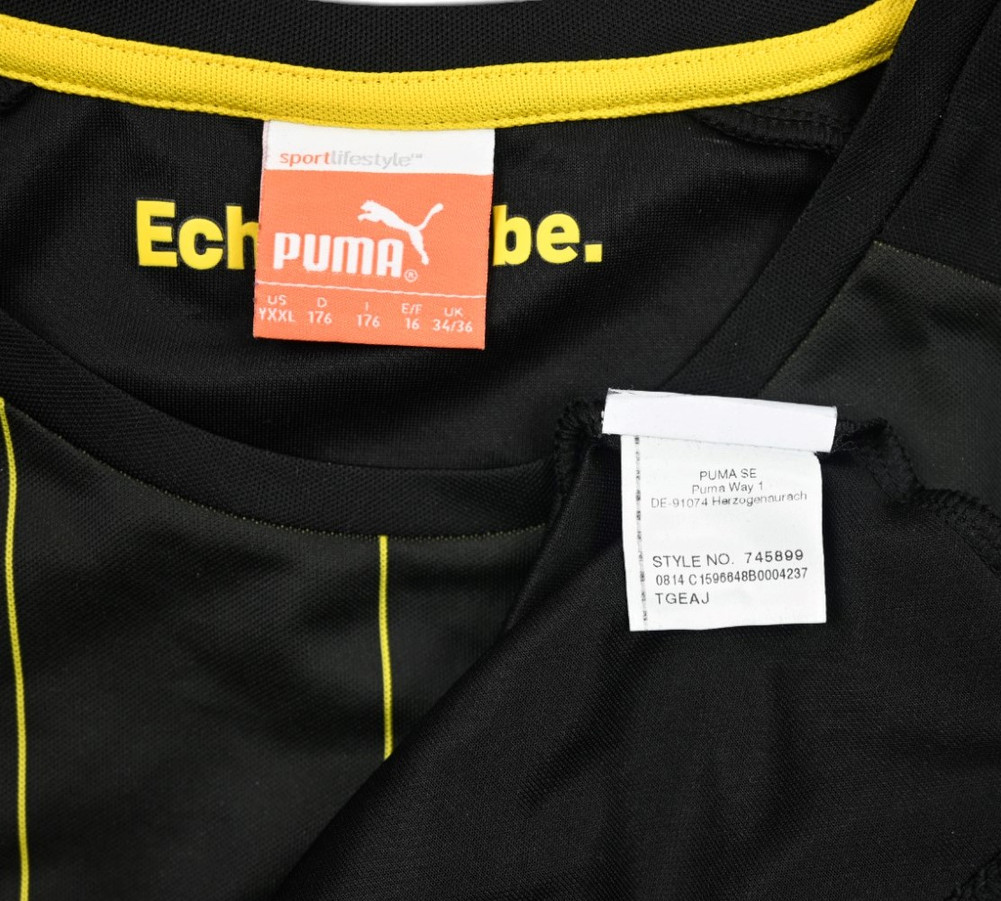 sportlifestyle™
Ech be.
PUMA®
US D I E/F UK
YXXL 176 176 16 34/36
PUMA SE
Puma Way 1
DE-91074 Herzogenaurach
STYLE NO. 745899
0814 C1596648B0004237
TGEAJ